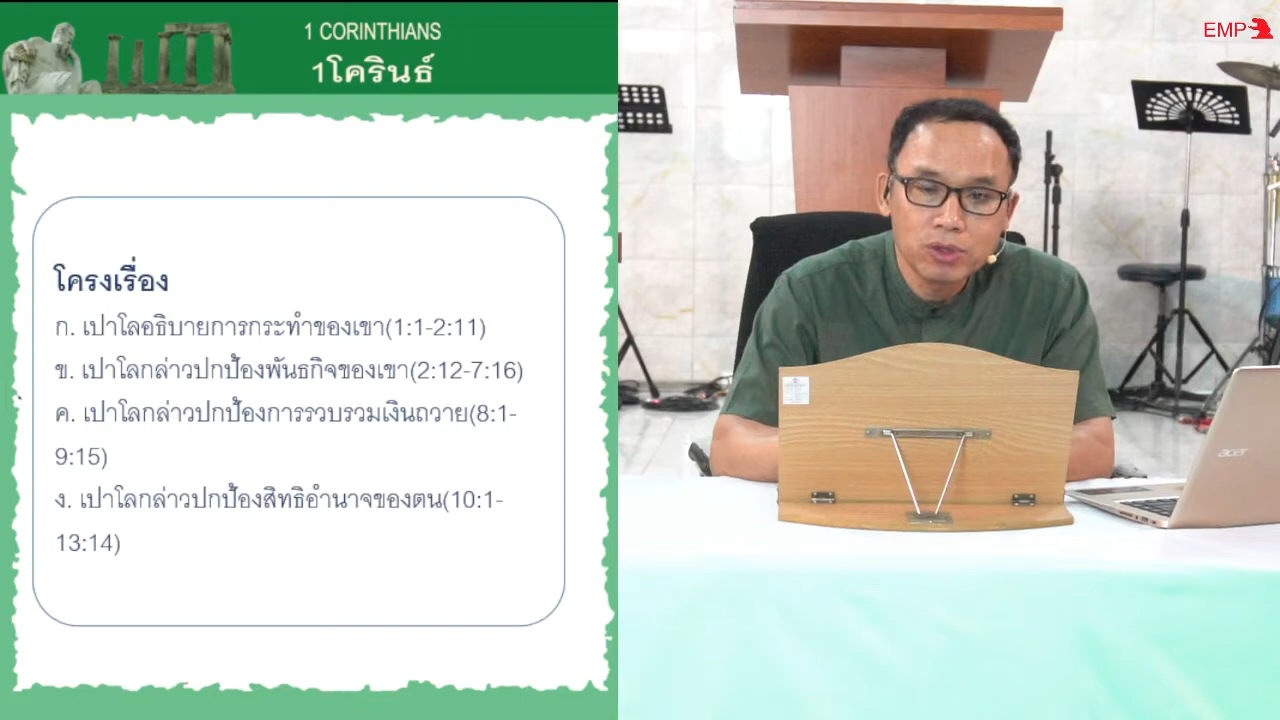 1 CORINTHIANS
1โครินธ์
EMP
โครงเรื่อง
ก. เปาโลอธิบายการกระทำของเขา(1:1-2:11)
ข. เปาโลกล่าวปกป้องพันธกิจของเขา(2:12-7:16)
ค. เปาโลกล่าวปกป้องการรวบรวมเงินถวาย(8:1-
9:15)
ง. เปาโลกล่าวปกป้องสิทธิอำนาจของตน(10:1-
13:14)
acer